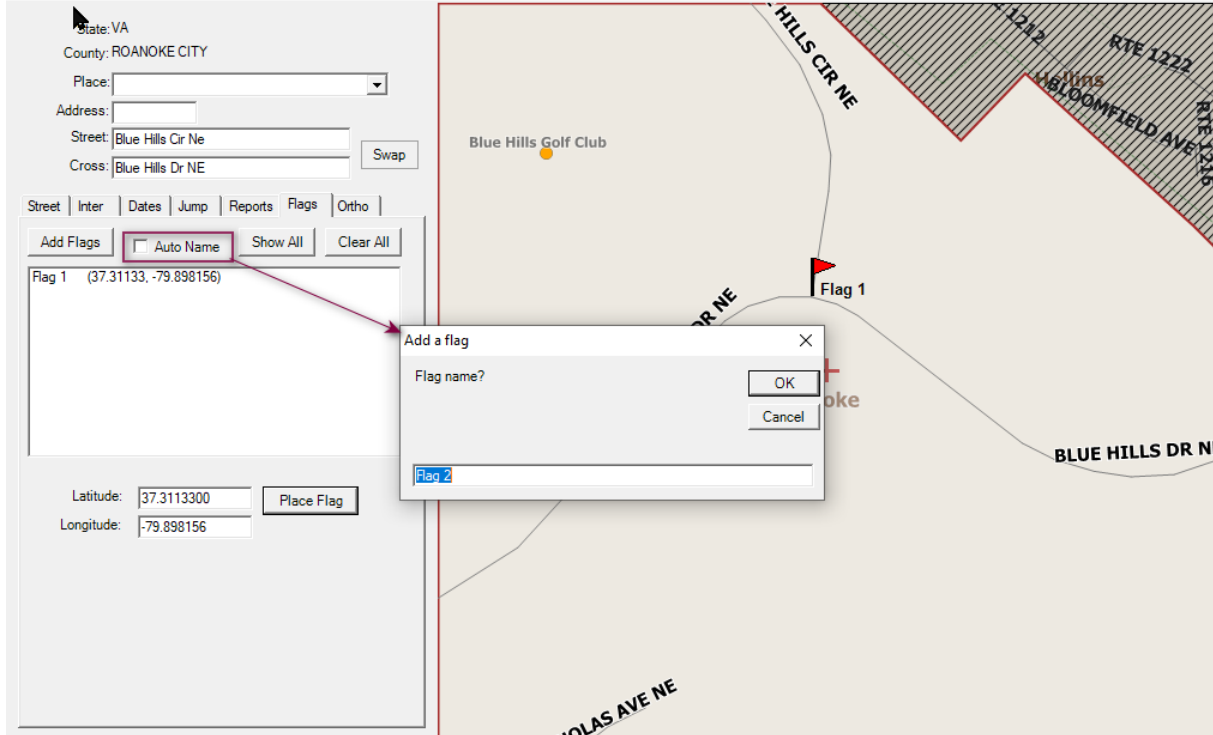 State: VA
County: ROANOKE CITY
Place:
Address:
Street: Blue Hills Cir Ne
Cross: Blue Hills Dr NE
Swap
Street Inter Dates Jump Reports Flags Ortho
Add Flags Auto Name Show All Clear All
Flag 1 (37.31133, -79.898156)
Latitude: 37.3113300
Longitude: -79.898156
Place Flag
HILLS CIR NE
RTE 1212
RTE 1222
Hollins
BLOOMFIELD AVE
RTE 1216
Blue Hills Golf Club
Flag 1
DR NE
Add a flag
Flag name?
OK
Cancel
Flag 2
oke
BLUE HILLS DR N
OLAS AVE NE